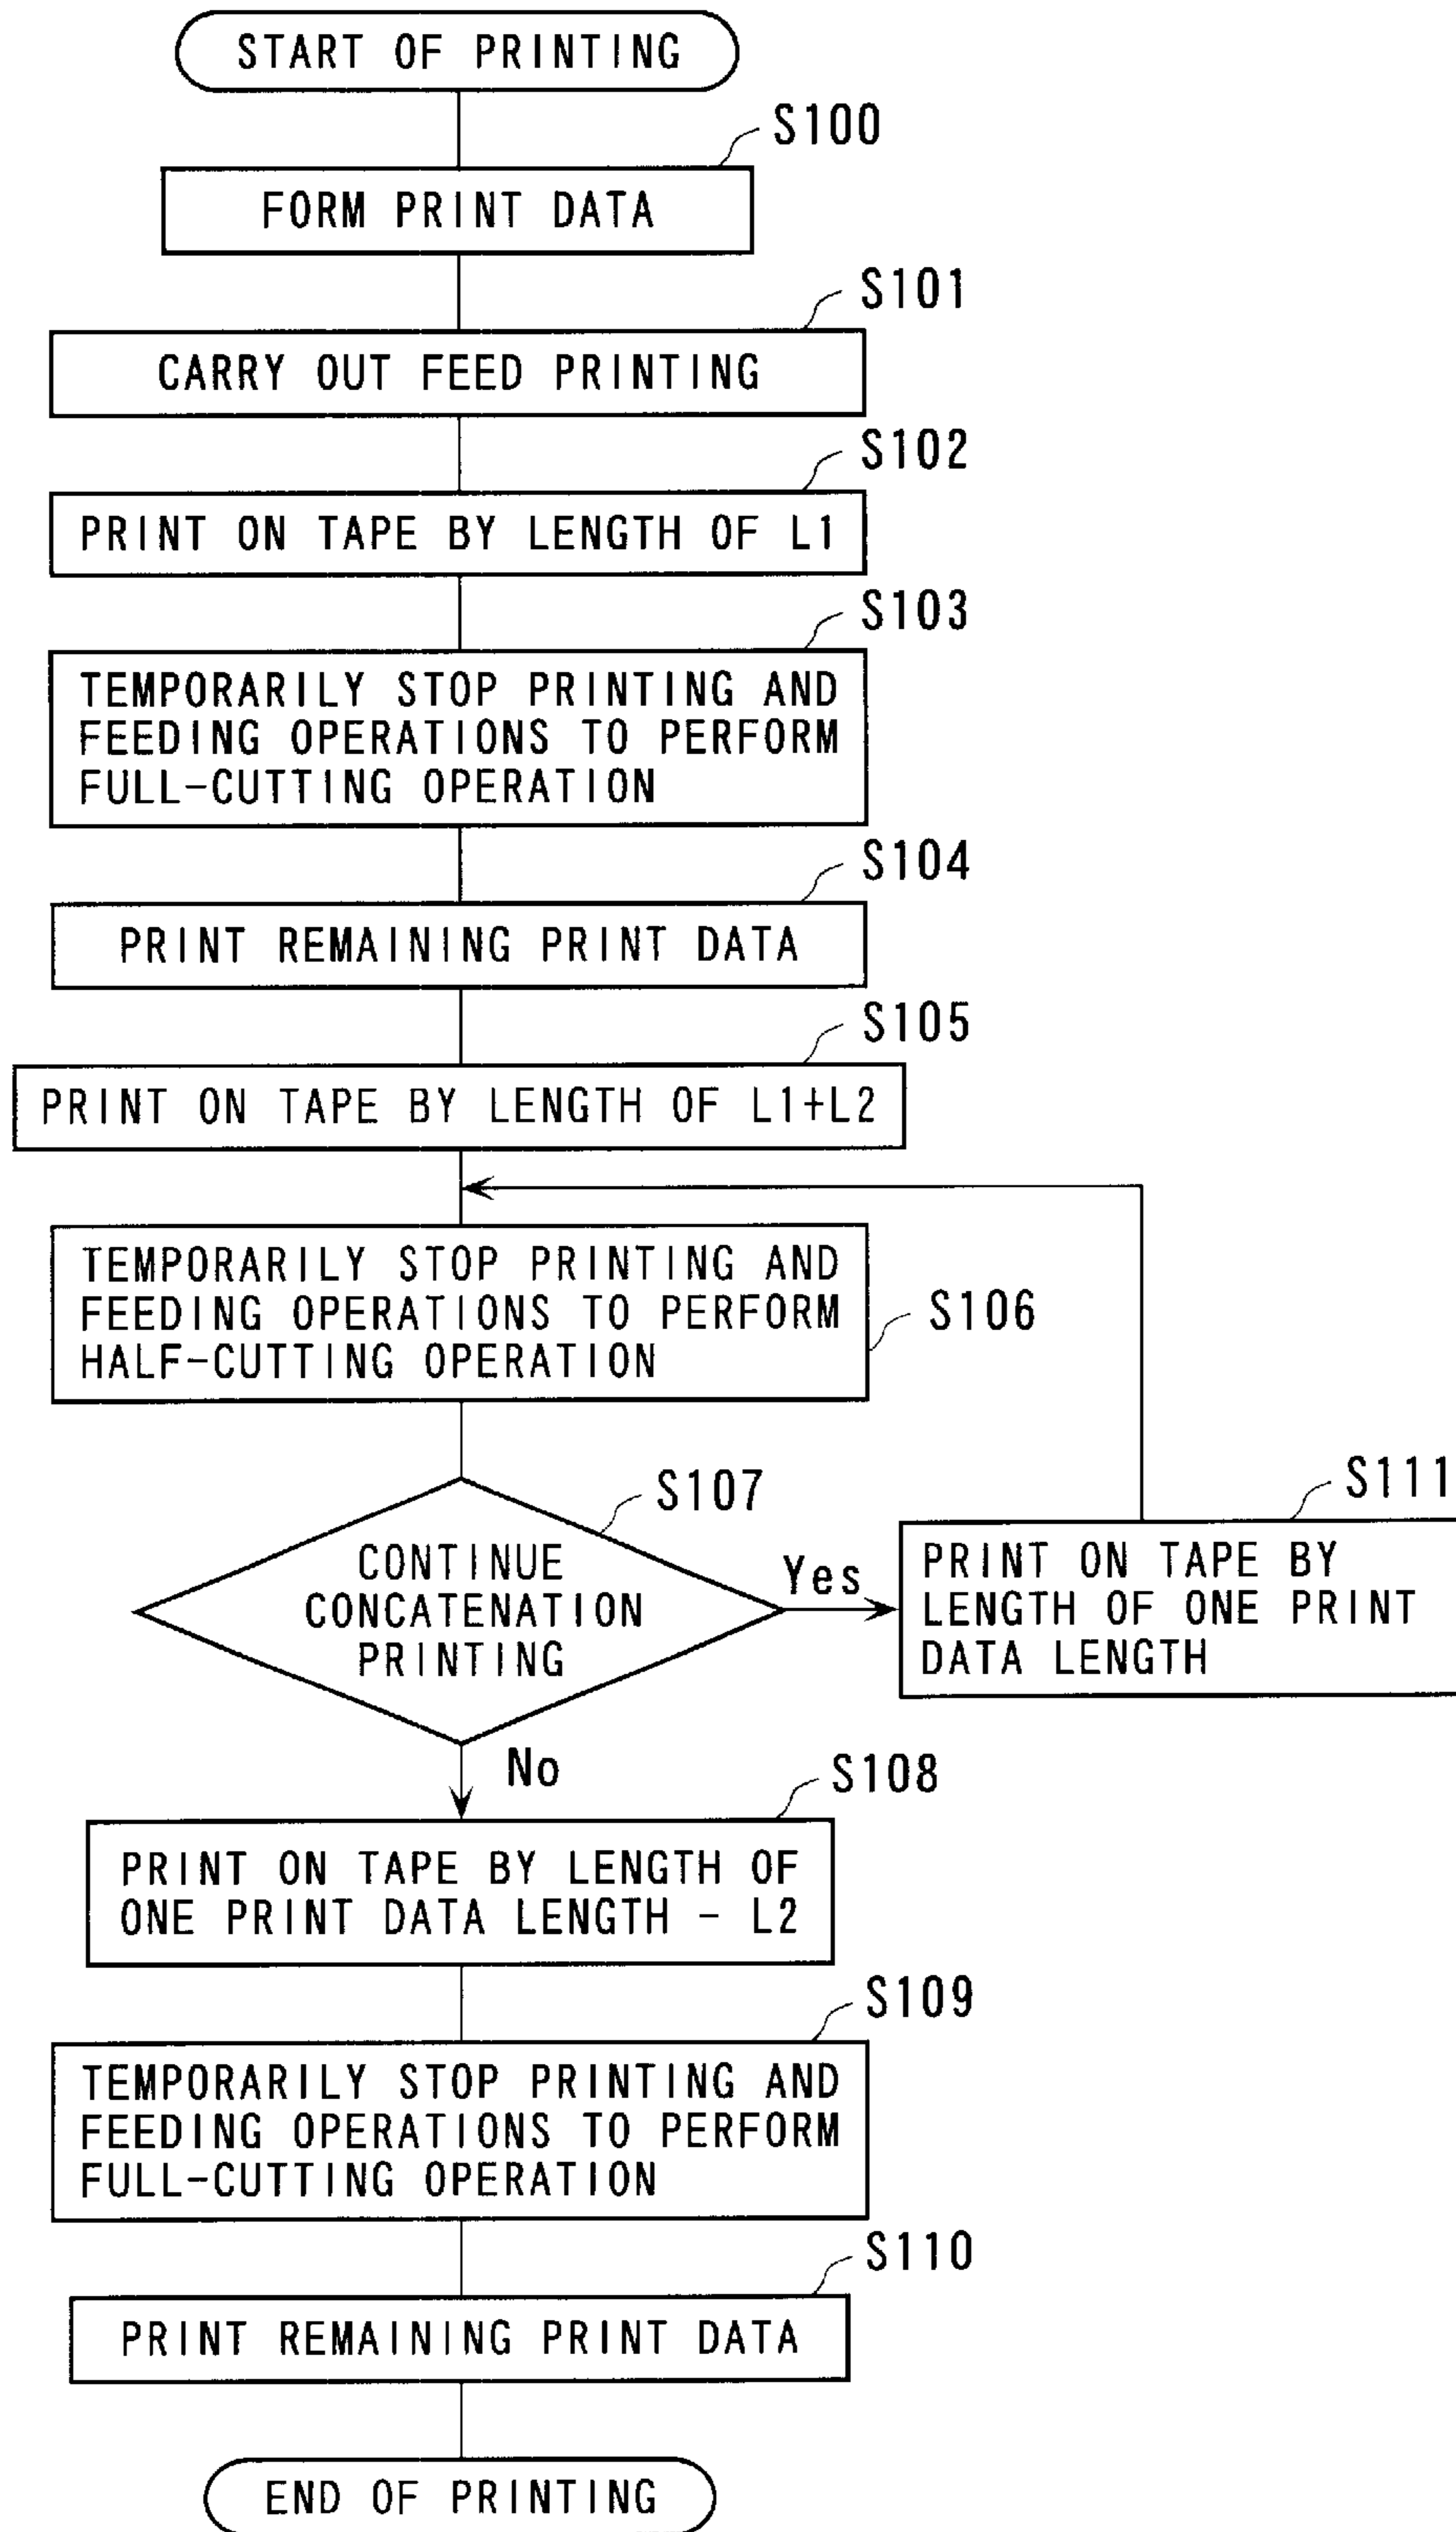 START OF PRINTING
S100
FORM PRINT DATA
S101
CARRY OUT FEED PRINTING
S102
PRINT ON TAPE BY LENGTH OF L1
S103
TEMPORARILY STOP PRINTING AND
FEEDING OPERATIONS TO PERFORM
FULL-CUTTING OPERATION
S104
PRINT REMAINING PRINT DATA
S105
PRINT ON TAPE BY LENGTH OF L1+L2
TEMPORARILY STOP PRINTING AND
FEEDING OPERATIONS TO PERFORM
HALF-CUTTING OPERATION
S106
S107
CONTINUE
CONCATENATION
PRINTING
Yes
S111
PRINT ON TAPE BY
LENGTH OF ONE PRINT
DATA LENGTH
No
S108
PRINT ON TAPE BY LENGTH OF
ONE PRINT DATA LENGTH - L2
S109
TEMPORARILY STOP PRINTING AND
FEEDING OPERATIONS TO PERFORM
FULL-CUTTING OPERATION
S110
PRINT REMAINING PRINT DATA
END OF PRINTING